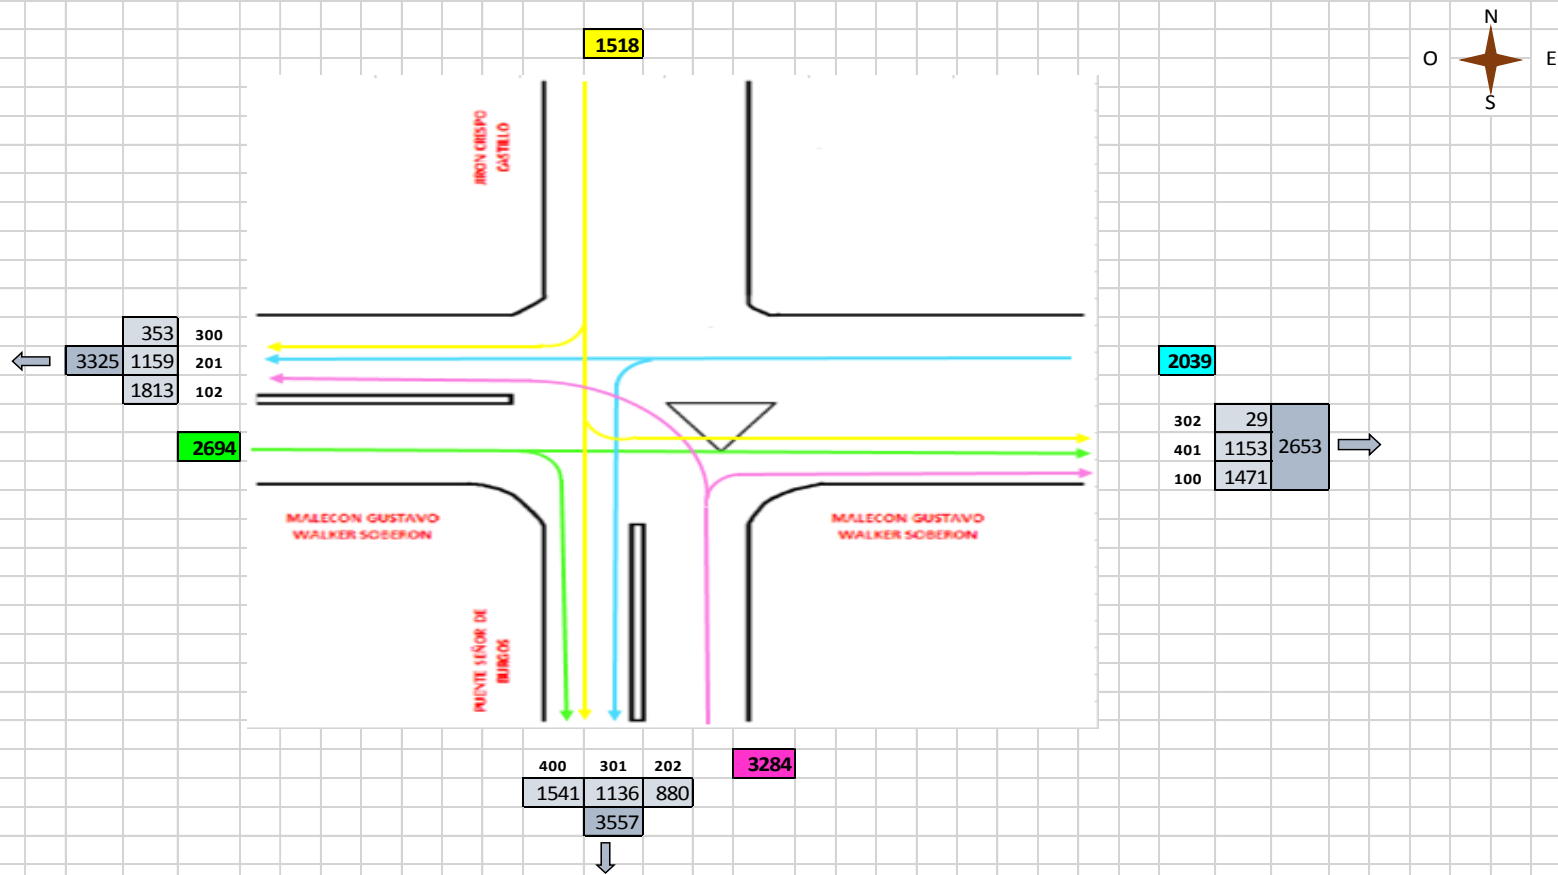 N
1518
O
E
S
JIRON CRISPO
CASTILLO
353 300
3325 1159 201
1813 102
2039
302 29
401 1153 2653
100 1471
2694
MALECON GUSTAVO
WALKER SOBERON
MALECON GUSTAVO
WALKER SOBERON
PUENTE SEÑOR DE
BURGOS
3284
400 301 202
1541 1136 880
3557